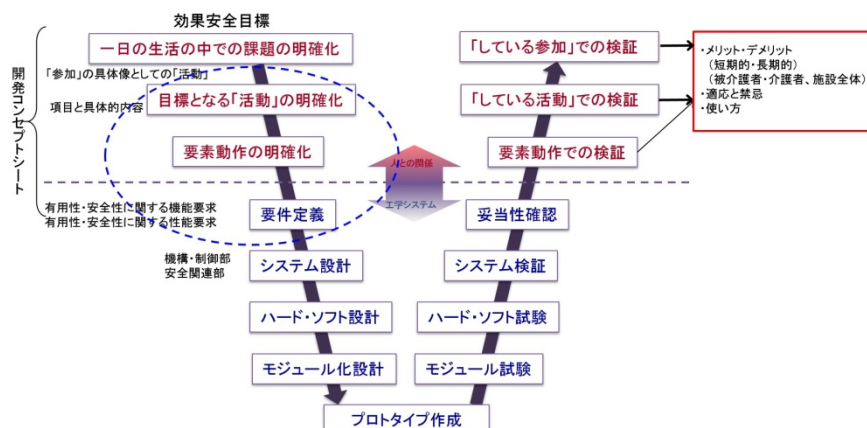 効果安全目標
一日の生活の中での課題の明確化
「参加」の具体像としての「活動」
目標となる「活動」の明確化
項目と具体的内容
要素動作の明確化
開発コンセプトシート
有用性・安全性に関する機能要求
有用性・安全性に関する性能要求
要件定義
機構・制御部
安全関連部
システム設計
ハード・ソフト設計
モジュール化設計
プロトタイプ作成
人との関係
工学システム
「している参加」での検証
「している活動」での検証
要素動作での検証
妥当性確認
システム検証
ハード・ソフト試験
モジュール試験
・メリット・デメリット
（短期的・長期的）
（被介護者・介護者、施設全体）
・適応と禁忌
・使い方